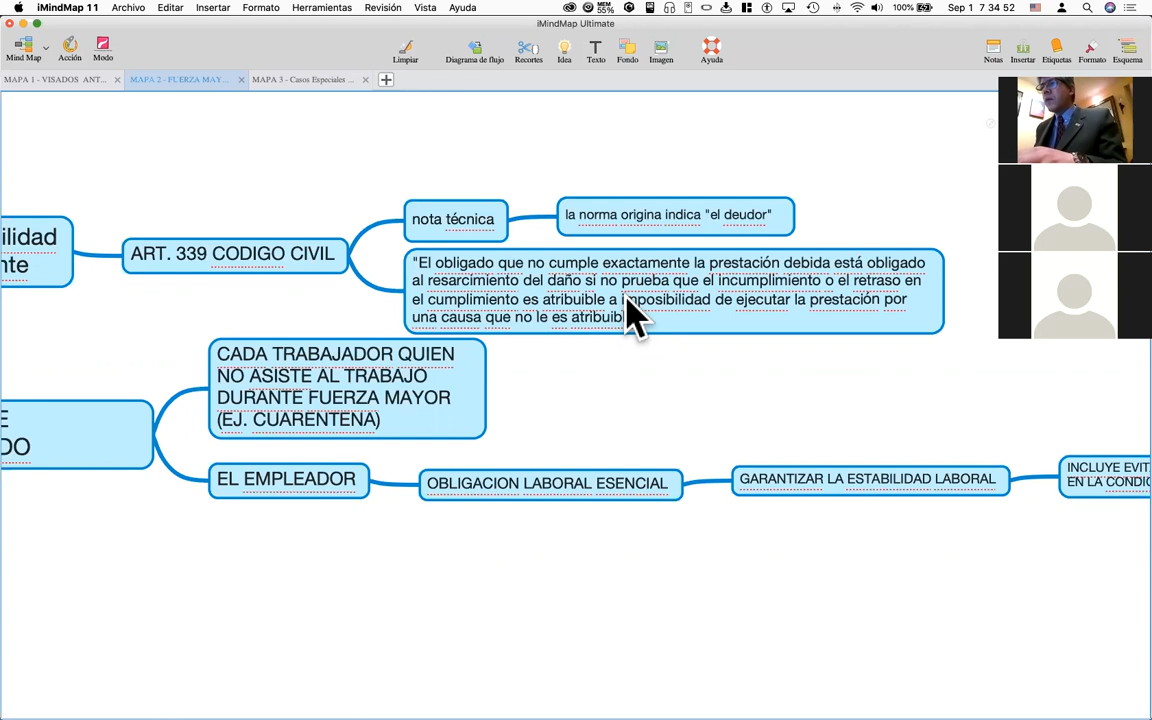 iMindMap 11 Archivo Editar Insertar Formato Herramientas Revisión Vista Ayuda MEM 55% 100% Sep 1 7 34 52
iMindMap Ultimate
Mind Map Acción Modo Limpiar Diagrama de flujo Recortes Idea Texto Fondo Imagen Ayuda Notas Insertar Etiquetas Formato Esquema
MAPA 1 - VISADOS ANT... MAPA 2 - FUERZA MAY... MAPA 3 - Casos Especiales ...
ilidad
nte
ART. 339 CODIGO CIVIL
nota técnica
la norma origina indica "el deudor"
"El obligado que no cumple exactamente la prestación debida está obligado
al resarcimiento del daño sí no prueba que el incumplimiento o el retraso en
el cumplimiento es atribuible a imposibilidad de ejecutar la prestación por
una causa que no le es atribuib
E
DO
CADA TRABAJADOR QUIEN
NO ASISTE AL TRABAJO
DURANTE FUERZA MAYOR
(EJ. CUARENTENA)
EL EMPLEADOR
OBLIGACION LABORAL ESENCIAL
GARANTIZAR LA ESTABILIDAD LABORAL
INCLUYE EVIT
EN LA CONDIC